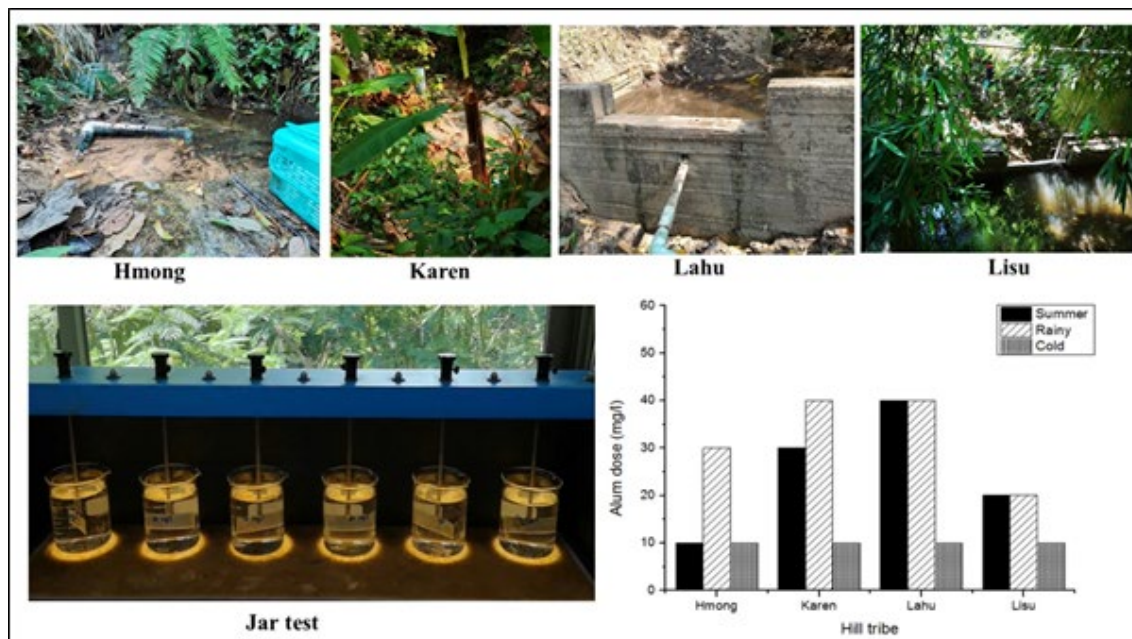 Hmong
Karen
Lahu
Lisu
Jar test
60
50
40
30
20
10
0
Alum dose (mg/l)
Summer
Rainy
Cold
Hmong
Karen
Lahu
Lisu
Hill tribe